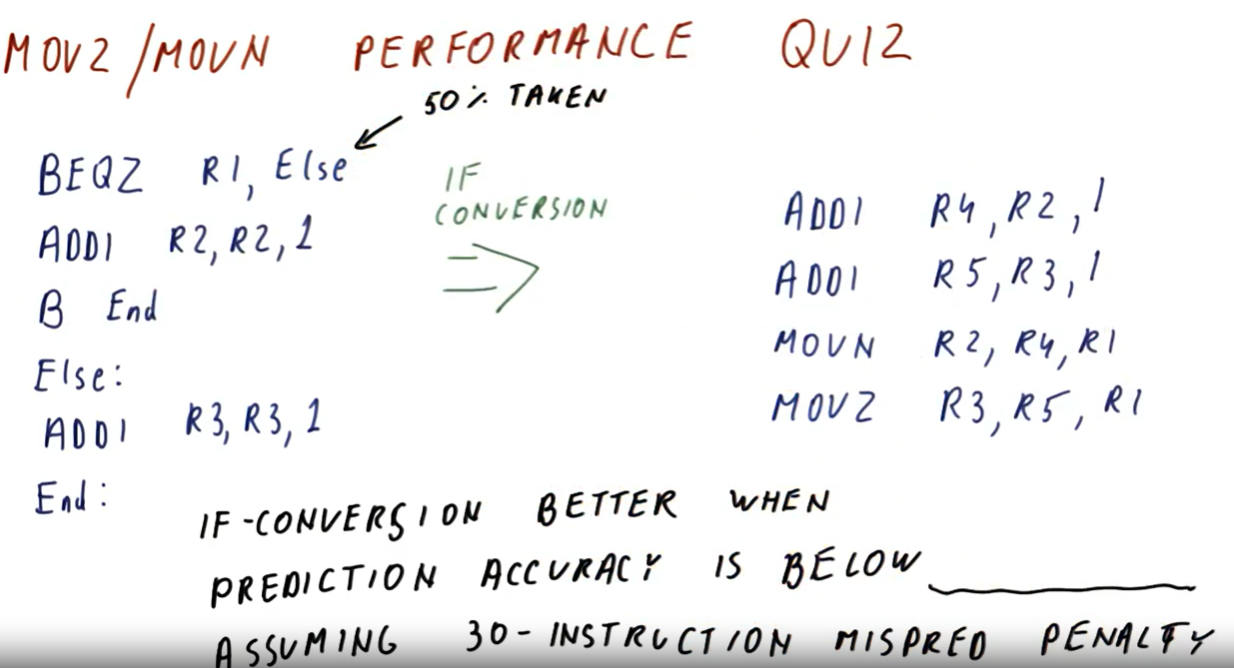 MOVZ/MOVN PERFORMANCE QUIZ
50% TAKEN
BEQZ R1, Else
ADDI R2, R2, 1
B End
Else:
ADDI R3, R3, 1
End:
IF
CONVERSION
ADDI R4, R2, 1
ADDI R5, R3, 1
MOVN R2, R4, R1
MOVZ R3, R5, R1
IF-CONVERSION BETTER WHEN
PREDICTION ACCURACY IS BELOW
ASSUMING 30-INSTRUCTION MISPRED PENALTY